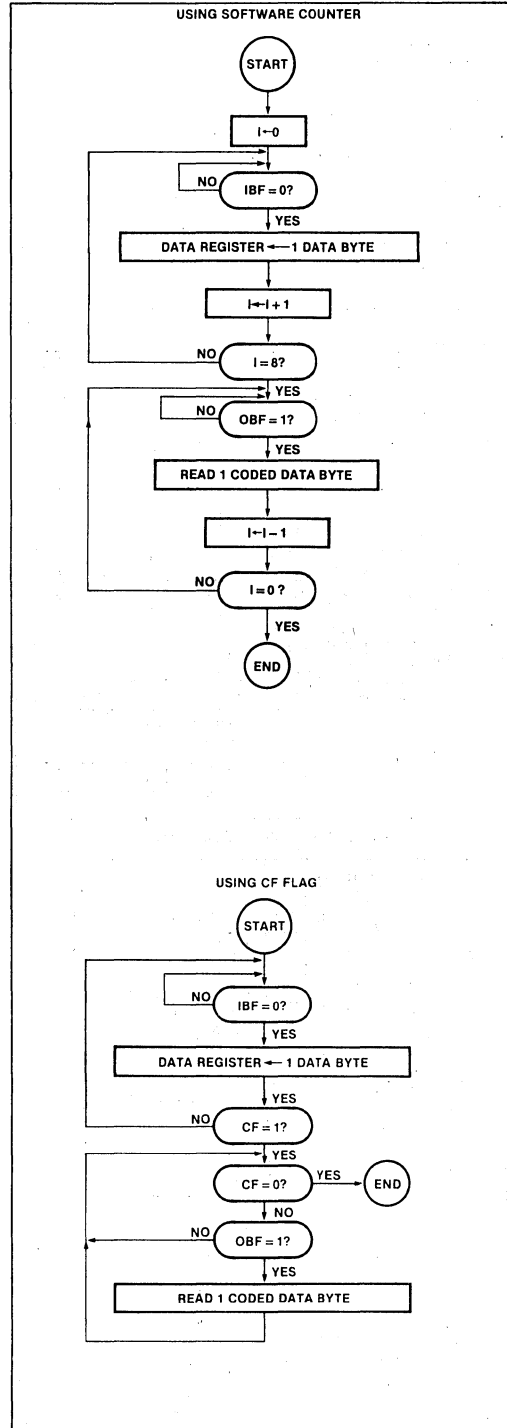 USING SOFTWARE COUNTER
START
I←0
NO
IBF = 0?
YES
DATA REGISTER ← 1 DATA BYTE
I←I + 1
NO
I = 8?
YES
NO
OBF = 1?
YES
READ 1 CODED DATA BYTE
I←I − 1
NO
I = 0 ?
YES
END
USING CF FLAG
START
NO
IBF = 0?
YES
DATA REGISTER ← 1 DATA BYTE
YES
NO
CF = 1?
YES
CF = 0?
YES
END
NO
NO
OBF = 1?
YES
READ 1 CODED DATA BYTE